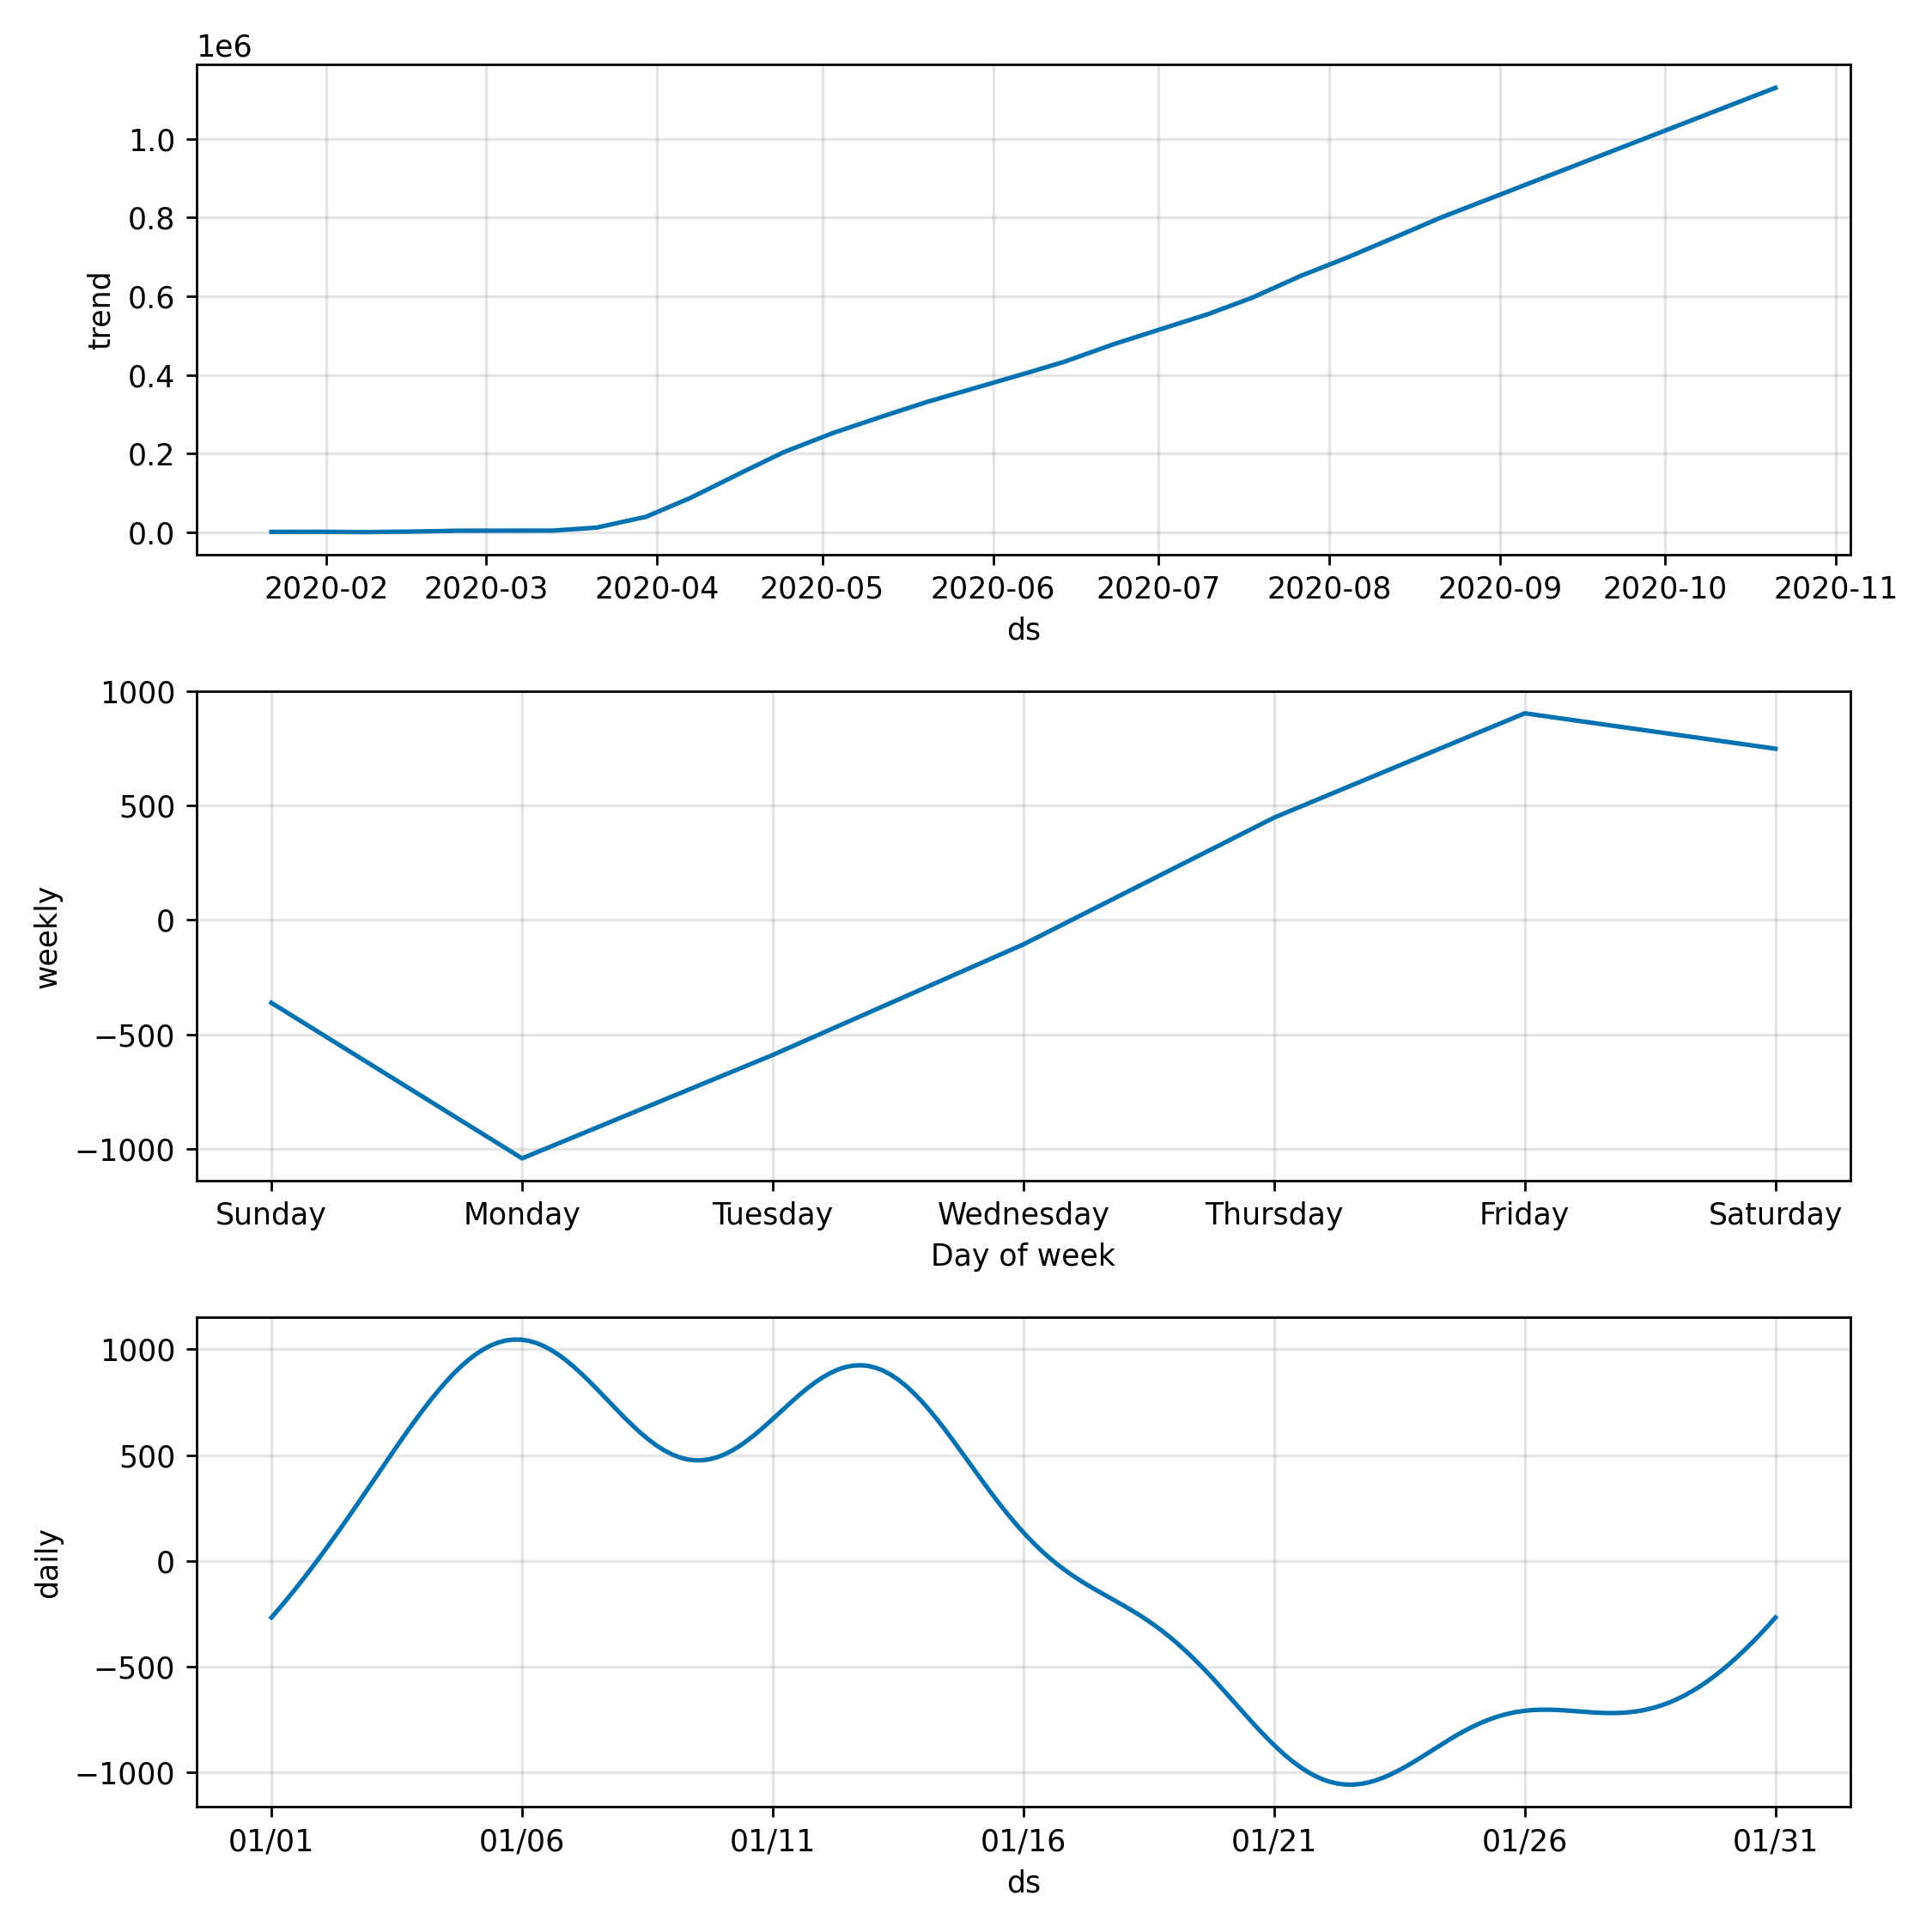 1e6
1.0
0.8
0.6
0.4
0.2
0.0
trend
2020-02 2020-03 2020-04 2020-05 2020-06 2020-07 2020-08 2020-09 2020-10 2020-11
ds
1000
500
0
−500
−1000
weekly
Sunday Monday Tuesday Wednesday Thursday Friday Saturday
Day of week
1000
500
0
−500
−1000
daily
01/01 01/06 01/11 01/16 01/21 01/26 01/31
ds